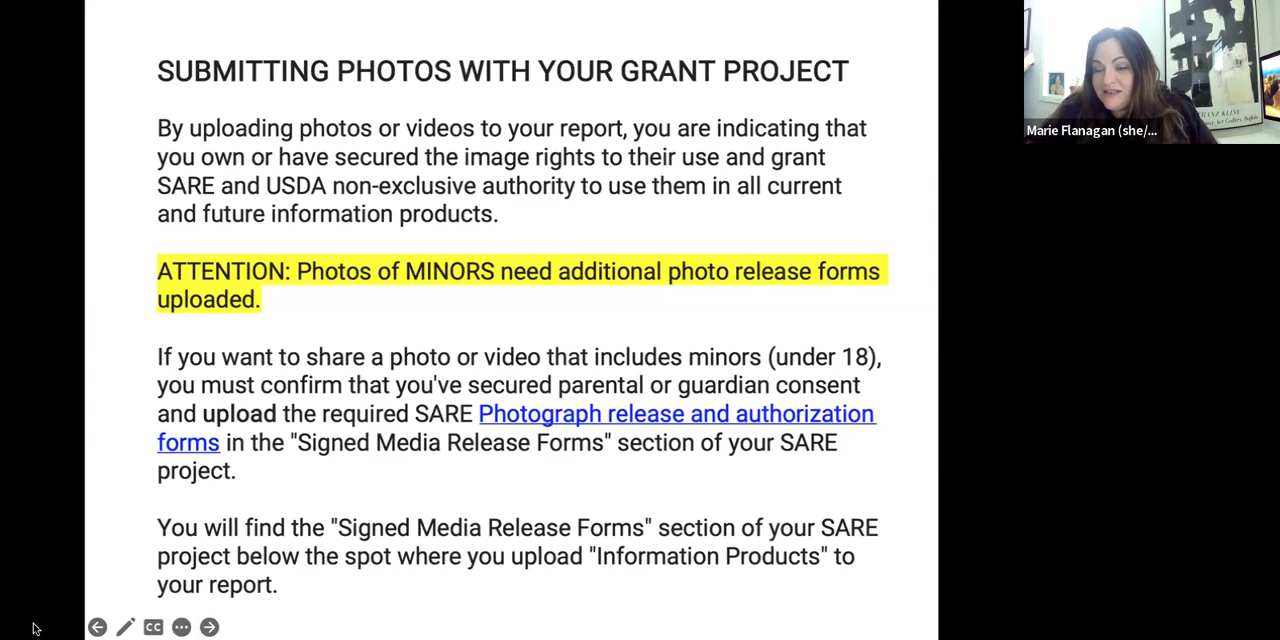 SUBMITTING PHOTOS WITH YOUR GRANT PROJECT
By uploading photos or videos to your report, you are indicating that
you own or have secured the image rights to their use and grant
SARE and USDA non-exclusive authority to use them in all current
and future information products.
ATTENTION: Photos of MINORS need additional photo release forms
uploaded.
If you want to share a photo or video that includes minors (under 18),
you must confirm that you've secured parental or guardian consent
and upload the required SARE Photograph release and authorization
forms in the "Signed Media Release Forms" section of your SARE
project.
You will find the "Signed Media Release Forms" section of your SARE
project below the spot where you upload "Information Products" to
your report.
CC
FRANZ KLINE
Art Gallery, Buffalo
Marie Flanagan (she/...